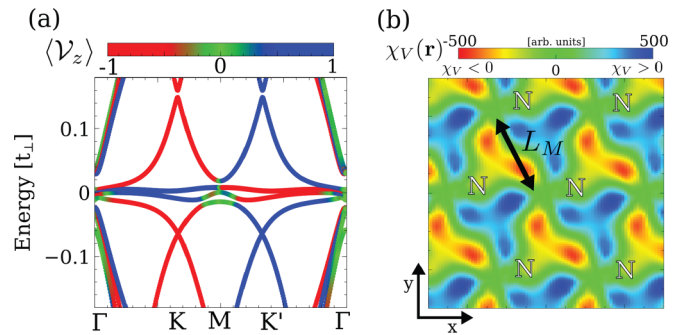 (a)
⟨𝒱z⟩
-1 0 1
Energy [t⊥]
0.1
0
−0.1
Γ K M K' Γ
(b)
χV(r) -500 [arb. units] 500
χV < 0 0 χV > 0
N N
LM
N N
N N
y
x